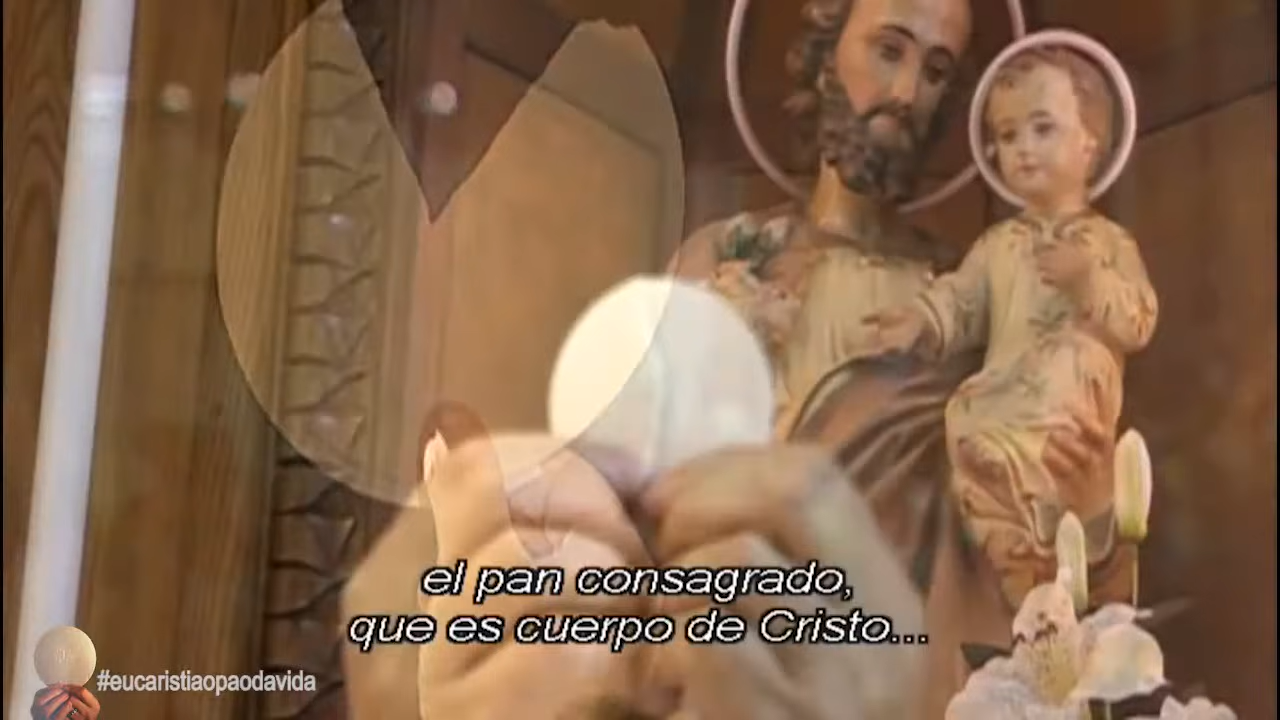 el pan consagrado,
que es cuerpo de Cristo...
#eucaristiaopaodavida